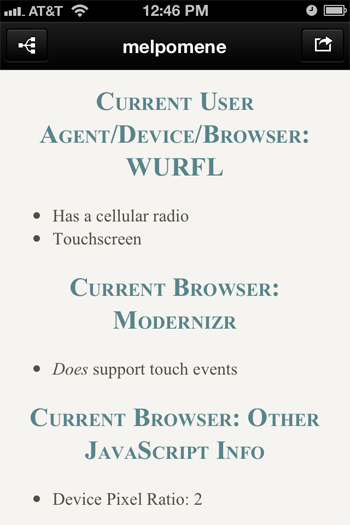 AT&T 12:46 PM
melpomene
Current User
Agent/Device/Browser:
WURFL
• Has a cellular radio
• Touchscreen
Current Browser:
Modernizr
• Does support touch events
Current Browser: Other
JavaScript Info
• Device Pixel Ratio: 2